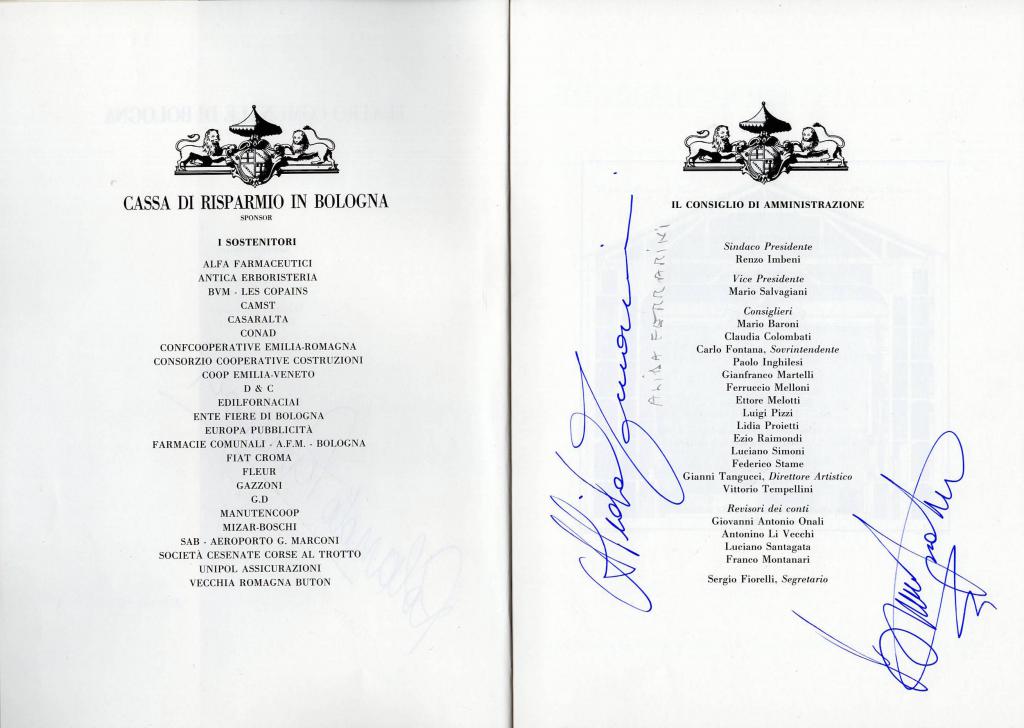 CASSA DI RISPARMIO IN BOLOGNA
SPONSOR
I SOSTENITORI
ALFA FARMACEUTICI
ANTICA ERBORISTERIA
BVM - LES COPAINS
CAMST
CASARALTA
CONAD
CONFCOOPERATIVE EMILIA-ROMAGNA
CONSORZIO COOPERATIVE COSTRUZIONI
COOP EMILIA-VENETO
D & C
EDILFORNACIAI
ENTE FIERE DI BOLOGNA
EUROPA PUBBLICITÀ
FARMACIE COMUNALI - A.F.M. - BOLOGNA
FIAT CROMA
FLEUR
GAZZONI
G.D
MANUTENCOOP
MIZAR-BOSCHI
SAB - AEROPORTO G. MARCONI
SOCIETÀ CESENATE CORSE AL TROTTO
UNIPOL ASSICURAZIONI
VECCHIA ROMAGNA BUTON
IL CONSIGLIO DI AMMINISTRAZIONE
Sindaco Presidente
Renzo Imbeni
Vice Presidente
Mario Salvagiani
Consiglieri
Mario Baroni
Claudia Colombati
Carlo Fontana, Sovrintendente
Paolo Inghilesi
Gianfranco Martelli
Ferruccio Melloni
Ettore Melotti
Luigi Pizzi
Lidia Proietti
Ezio Raimondi
Luciano Simoni
Federico Stame
Gianni Tangucci, Direttore Artistico
Vittorio Tempellini
Revisori dei conti
Giovanni Antonio Onali
Antonino Li Vecchi
Luciano Santagata
Franco Montanari
Sergio Fiorelli, Segretario
Alida Ferrarini
ALIDA FERRARINI